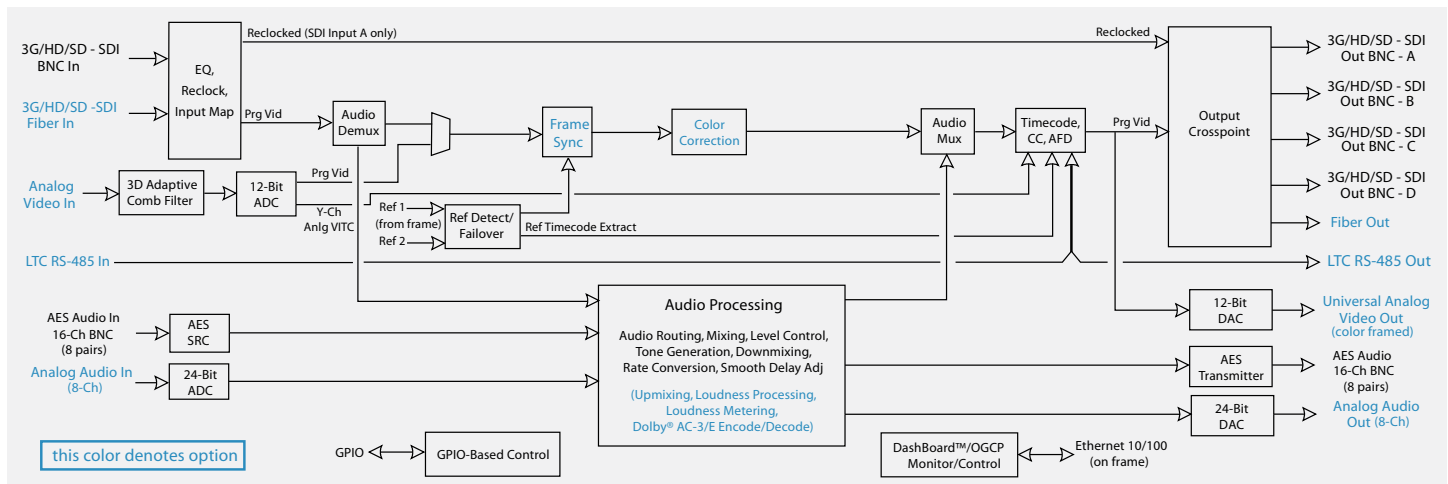 3G/HD/SD - SDI
BNC In
3G/HD/SD -SDI
Fiber In
EQ,
Reclock,
Input Map
Reclocked (SDI Input A only)
Reclocked
Prg Vid
Audio
Demux
Frame
Sync
Color
Correction
Audio
Mux
Timecode,
CC, AFD
Prg Vid
Output
Crosspoint
3G/HD/SD - SDI
Out BNC - A
3G/HD/SD - SDI
Out BNC - B
3G/HD/SD - SDI
Out BNC - C
3G/HD/SD - SDI
Out BNC - D
Fiber Out
Analog
Video In
3D Adaptive
Comb Filter
12-Bit
ADC
Prg Vid
Y-Ch
Anlg VITC
Ref 1
(from frame)
Ref 2
Ref Detect/
Failover
Ref Timecode Extract
LTC RS-485 In
LTC RS-485 Out
AES Audio In
16-Ch BNC
(8 pairs)
AES
SRC
Analog Audio In
(8-Ch)
24-Bit
ADC
Audio Processing
Audio Routing, Mixing, Level Control,
Tone Generation, Downmixing,
Rate Conversion, Smooth Delay Adj
(Upmixing, Loudness Processing,
Loudness Metering,
Dolby® AC-3/E Encode/Decode)
12-Bit
DAC
Universal Analog
Video Out
(color framed)
AES
Transmitter
AES Audio
16-Ch BNC
(8 pairs)
24-Bit
DAC
Analog Audio
Out (8-Ch)
this color denotes option
GPIO
GPIO-Based Control
DashBoard™/OGCP
Monitor/Control
Ethernet 10/100
(on frame)